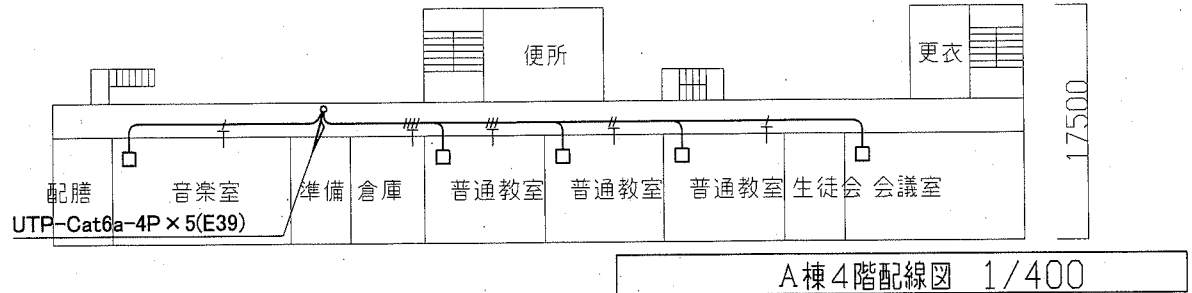 便所
更衣
17500
配膳
音楽室
準備
倉庫
普通教室
普通教室
普通教室
生徒会
会議室
UTP-Cat6a-4P×5(E39)
A棟4階配線図 1/400